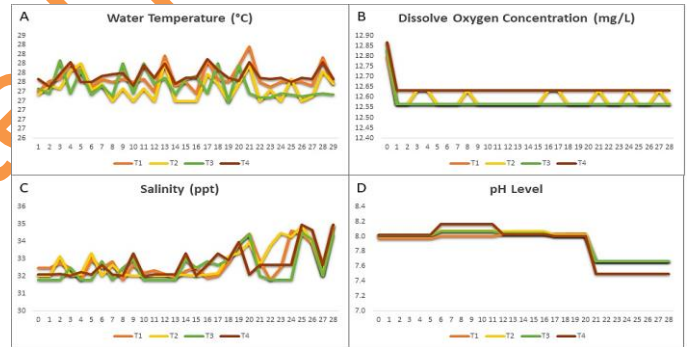 A
Water Temperature (°C)
29
29
28
28
28
28
28
27
27
27
27
27
26
1 2 3 4 5 6 7 8 9 10 11 12 13 14 15 16 17 18 19 20 21 22 23 24 25 26 27 28 29
T1 T2 T3 T4
B
Dissolve Oxygen Concentration (mg/L)
12.90
12.85
12.80
12.75
12.70
12.65
12.60
12.55
12.50
12.45
12.40
0 1 2 3 4 5 6 7 8 9 10 11 12 13 14 15 16 17 18 19 20 21 22 23 24 25 26 27 28
T1 T2 T3 T4
C
Salinity (ppt)
36
35
34
33
32
31
30
0 1 2 3 4 5 6 7 8 9 10 11 12 13 14 15 16 17 18 19 20 21 22 23 24 25 26 27 28
T1 T2 T3 T4
D
pH Level
8.4
8.2
8.0
7.8
7.6
7.4
7.2
7.0
0 1 2 3 4 5 6 7 8 9 10 11 12 13 14 15 16 17 18 19 20 21 22 23 24 25 26 27 28
T1 T2 T3 T4